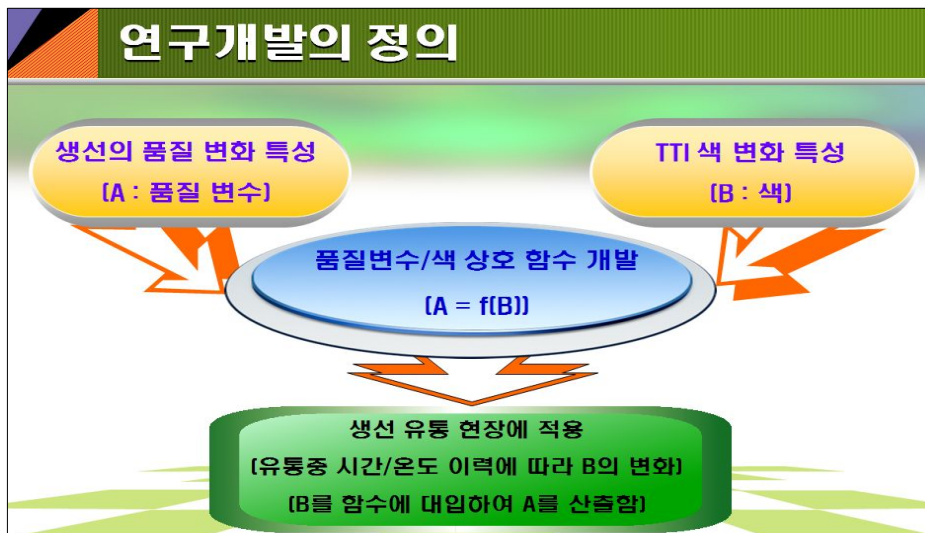 연구개발의 정의
생선의 품질 변화 특성
(A : 품질 변수)
TTI 색 변화 특성
(B : 색)
품질변수/색 상호 함수 개발
(A = f(B))
생선 유통 현장에 적용
(유통중 시간/온도 이력에 따라 B의 변화)
(B를 함수에 대입하여 A를 산출함)